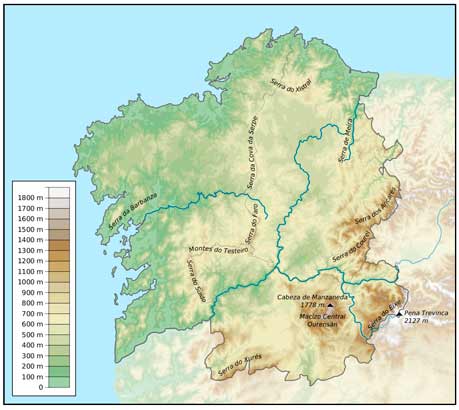 Serra do Xistral
Serra da Cova da Serpe
Serra de Meira
Serra da Barbanza
Serra do Faro
Serra dos Ancares
Serra do Courel
Montes do Testeiro
Serra do Suído
Cabeza de Manzaneda
1778 m
Macizo Central
Ourensán
Serra do Eixe
Pena Trevinca
2127 m
Serra do Xurés
1800 m
1700 m
1600 m
1500 m
1400 m
1300 m
1200 m
1100 m
1000 m
900 m
800 m
700 m
600 m
500 m
400 m
300 m
200 m
100 m
0